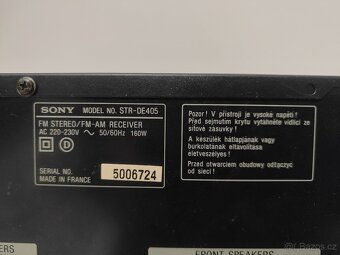 SONY MODEL NO. STR-DE405
FM STEREO/FM-AM RECEIVER
AC 220-230V ~ 50/60Hz 160W
D
SERIAL NO.
MADE IN FRANCE
5006724
Pozor! V přístroji je vysoké napětí!
Před sejmutím krytu vytáhněte vidlici ze
síťové zásuvky!
A készülék hátlapjának vagy
burkolatának eltávolítása
életveszélyes!
Przed otwarciem obudowy odłączyć
od sieci!
FRONT SPEAKERS
bazos.cz